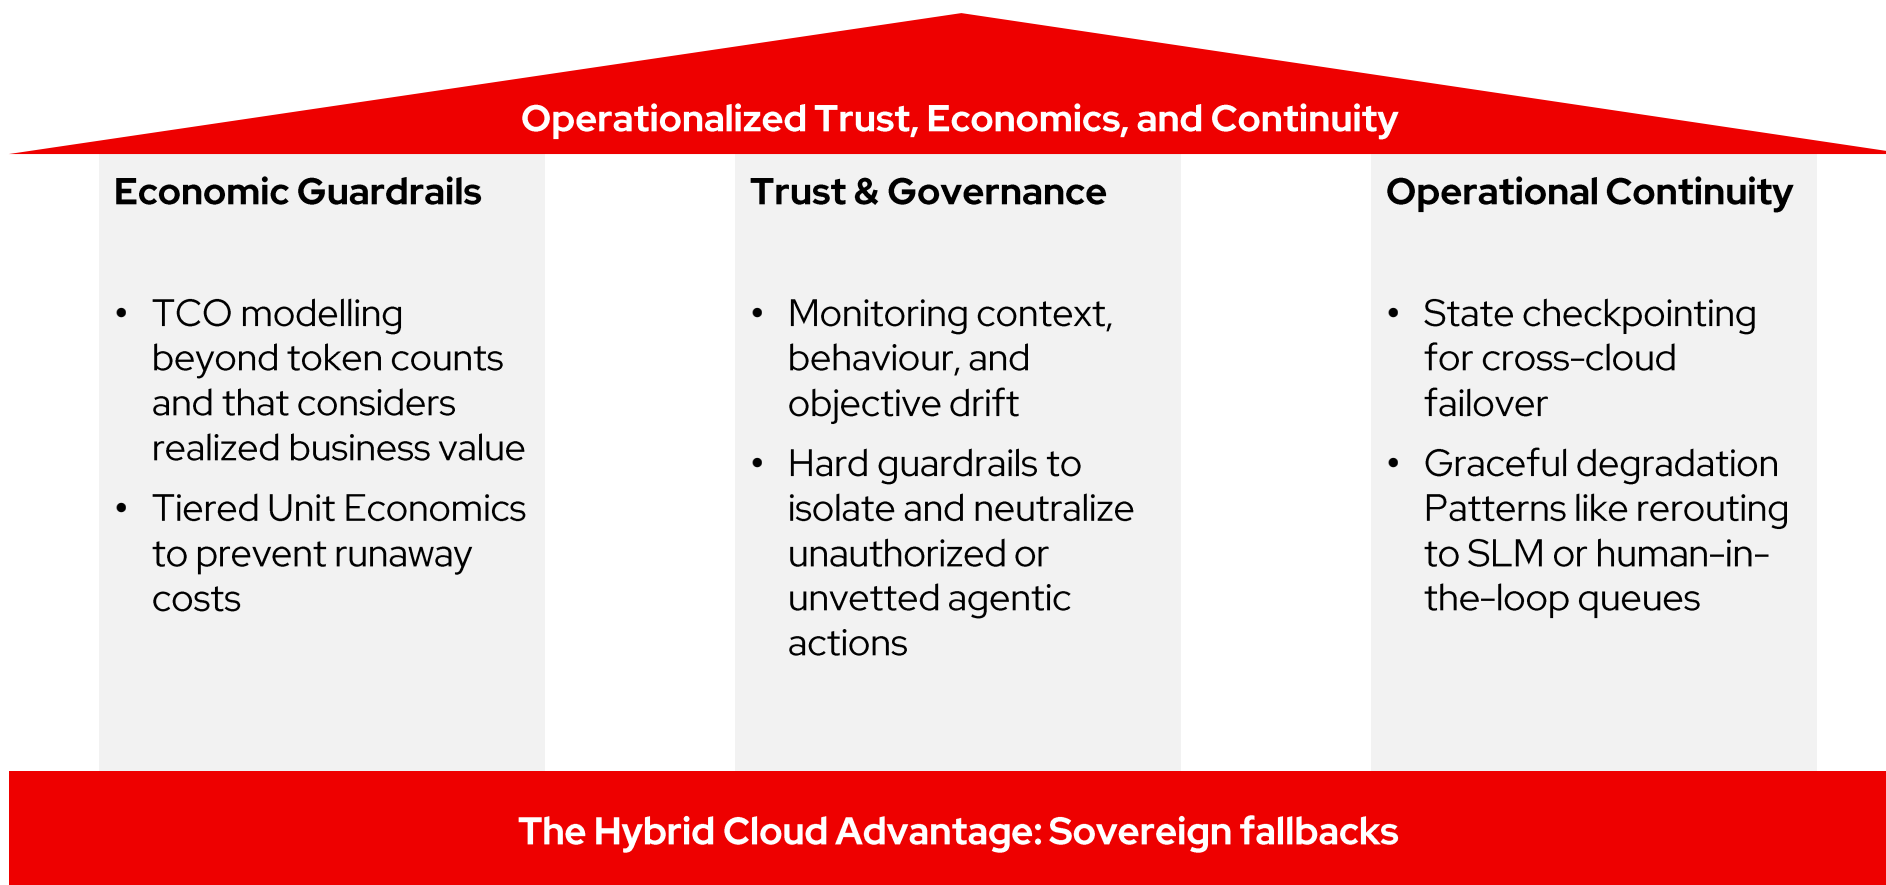 Operationalized Trust, Economics, and Continuity
Economic Guardrails
• TCO modelling
beyond token counts
and that considers
realized business value
• Tiered Unit Economics
to prevent runaway
costs
Trust & Governance
• Monitoring context,
behaviour, and
objective drift
• Hard guardrails to
isolate and neutralize
unauthorized or
unvetted agentic
actions
Operational Continuity
• State checkpointing
for cross-cloud
failover
• Graceful degradation
Patterns like rerouting
to SLM or human-in-
the-loop queues
The Hybrid Cloud Advantage: Sovereign fallbacks